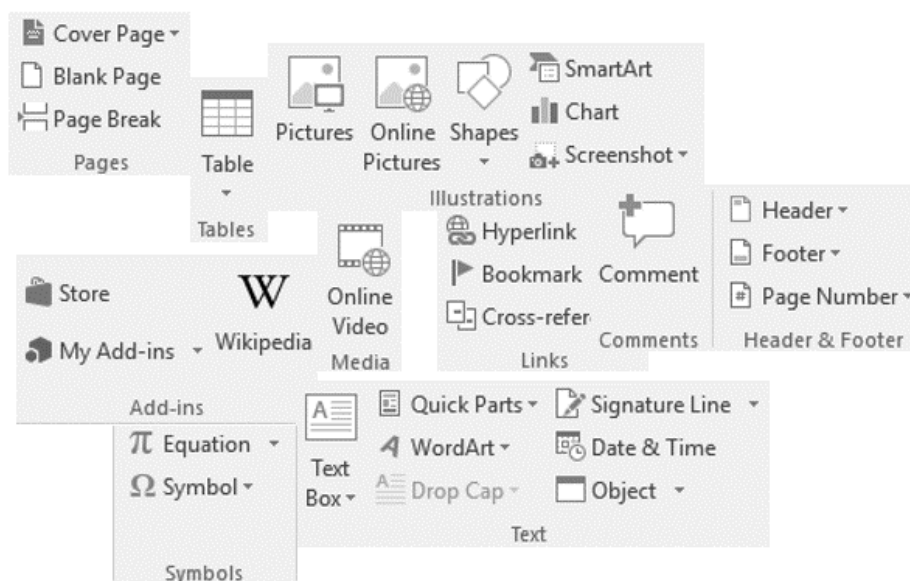 Cover Page
Blank Page
Page Break
Pages
Table
Tables
Pictures
Online
Pictures
Shapes
SmartArt
Chart
Screenshot
Illustrations
Store
My Add-ins
W
Wikipedia
Add-ins
Online
Video
Media
Hyperlink
Bookmark
Cross-refer
Links
Comment
Comments
Header
Footer
# Page Number
Header & Footer
π Equation
Ω Symbol
Symbols
A
Text
Box
Quick Parts
A WordArt
A Drop Cap
Signature Line
Date & Time
Object
Text